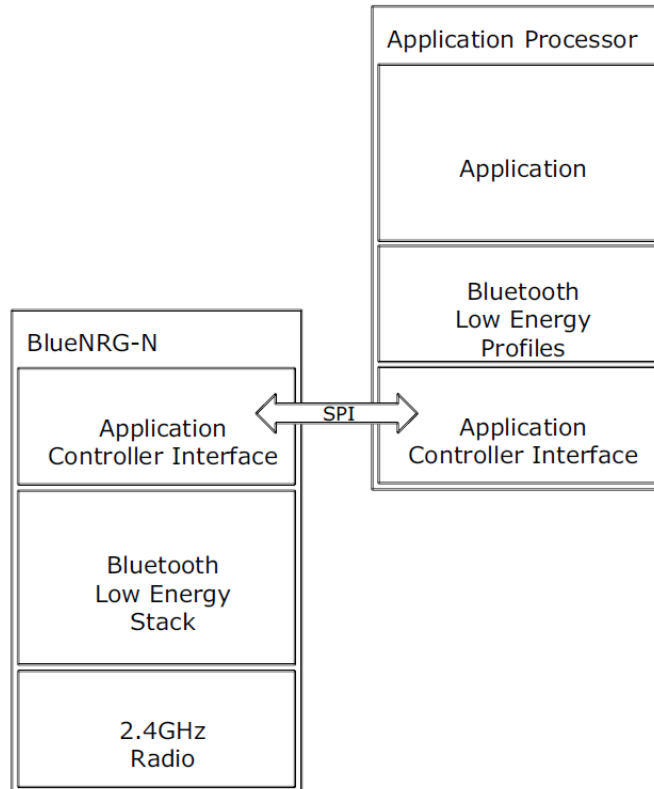 Application Processor
Application
Bluetooth
Low Energy
Profiles
BlueNRG-N
Application
Controller Interface
SPI
Application
Controller Interface
Bluetooth
Low Energy
Stack
2.4GHz
Radio